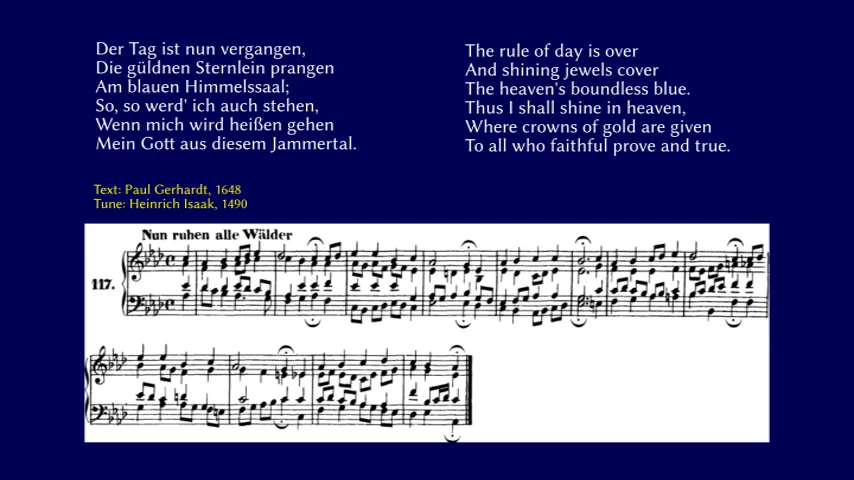 Der Tag ist nun vergangen,
Die güldnen Sternlein prangen
Am blauen Himmelssaal;
So, so werd' ich auch stehen,
Wenn mich wird heißen gehen
Mein Gott aus diesem Jammertal.
The rule of day is over
And shining jewels cover
The heaven's boundless blue.
Thus I shall shine in heaven,
Where crowns of gold are given
To all who faithful prove and true.
Text: Paul Gerhardt, 1648
Tune: Heinrich Isaak, 1490
Nun ruhen alle Wälder
117.